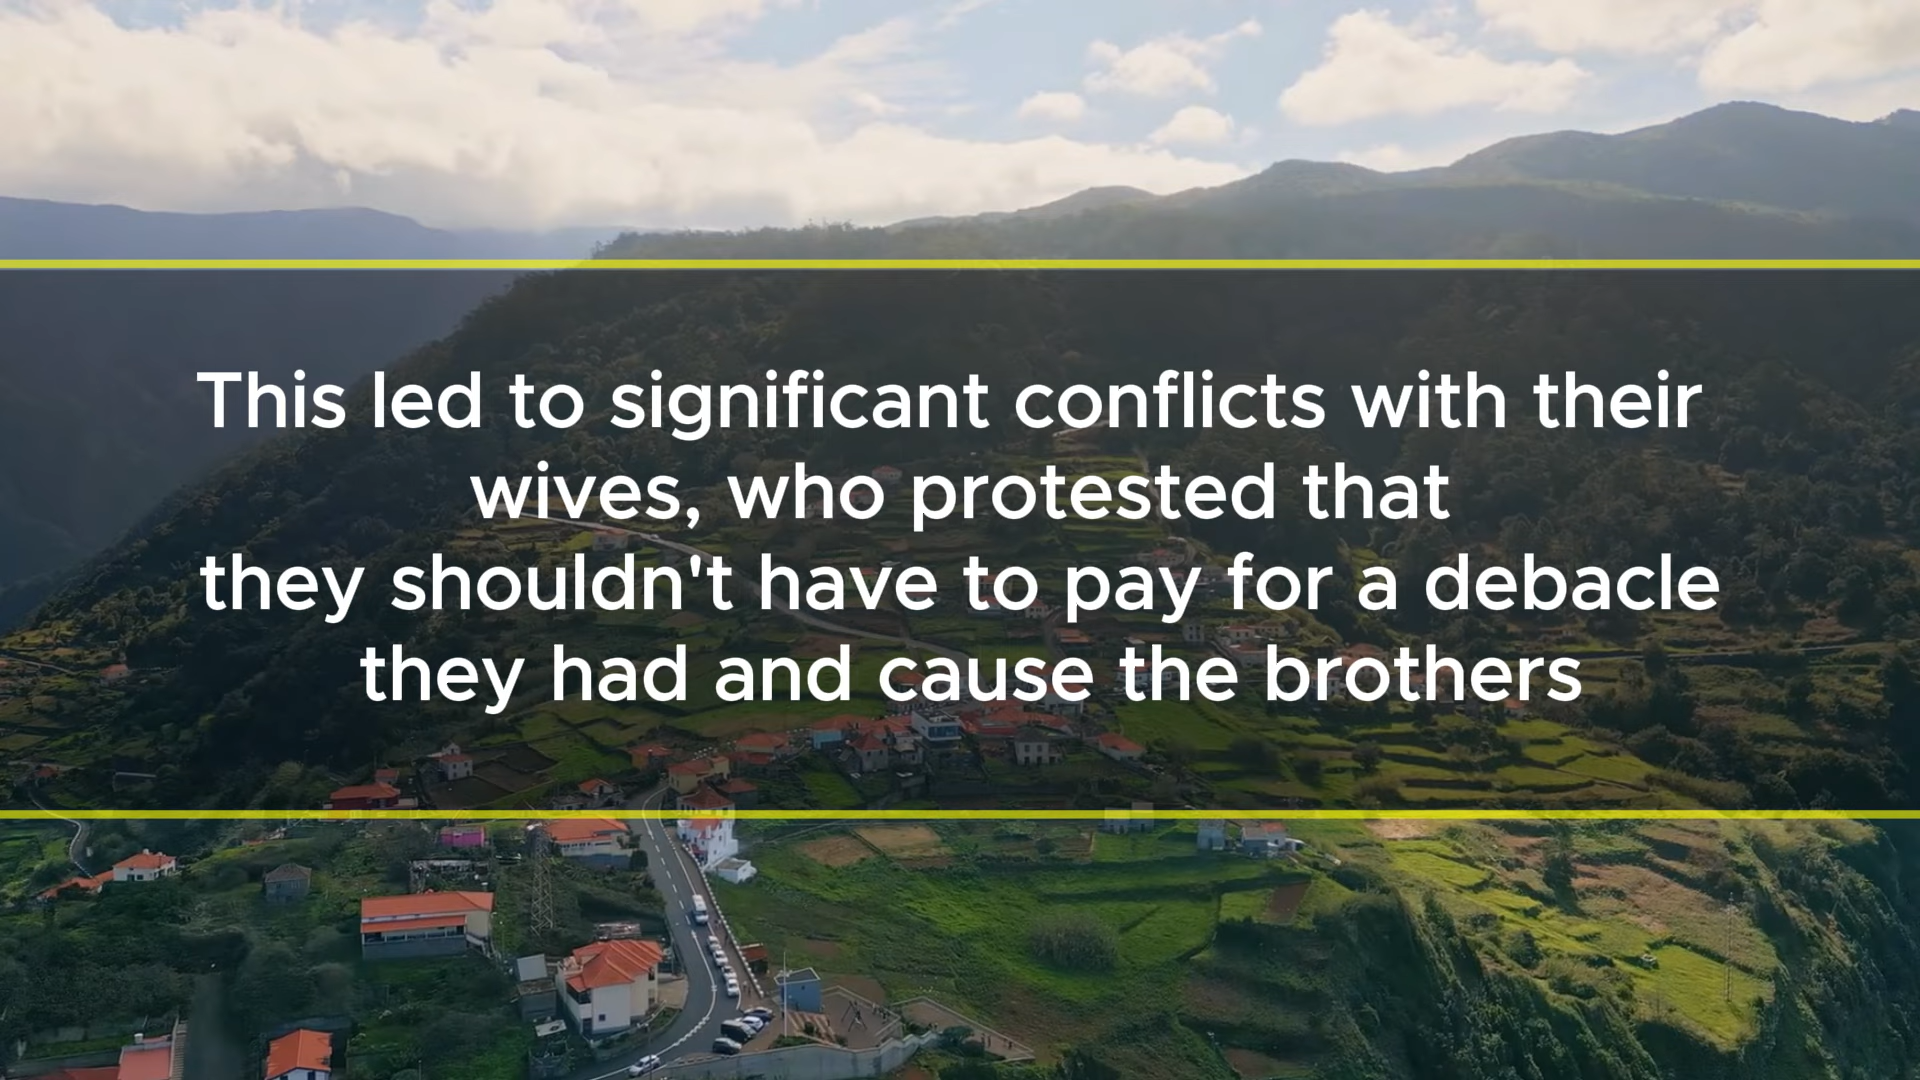 This led to significant conflicts with their
wives, who protested that
they shouldn't have to pay for a debacle
they had and cause the brothers